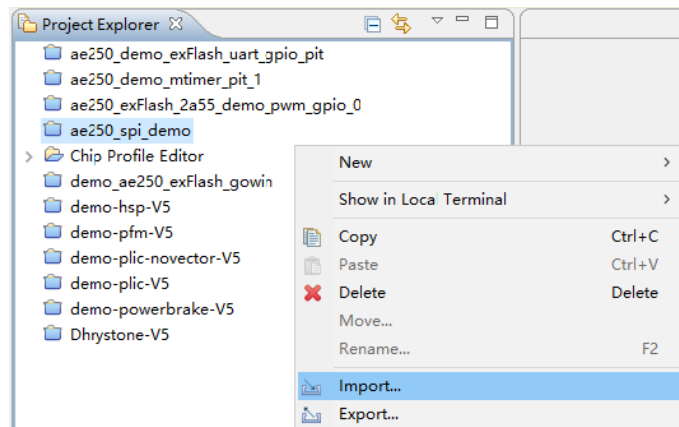 Project Explorer
ae250_demo_exFlash_uart_gpio_pit
ae250_demo_mtimer_pit_1
ae250_exFlash_2a55_demo_pwm_gpio_0
ae250_spi_demo
Chip Profile Editor
demo_ae250_exFlash_gowin
demo-hsp-V5
demo-pfm-V5
demo-plic-novector-V5
demo-plic-V5
demo-powerbrake-V5
Dhrystone-V5
New
Show in Local Terminal
Copy Ctrl+C
Paste Ctrl+V
Delete Delete
Move...
Rename... F2
Import...
Export...